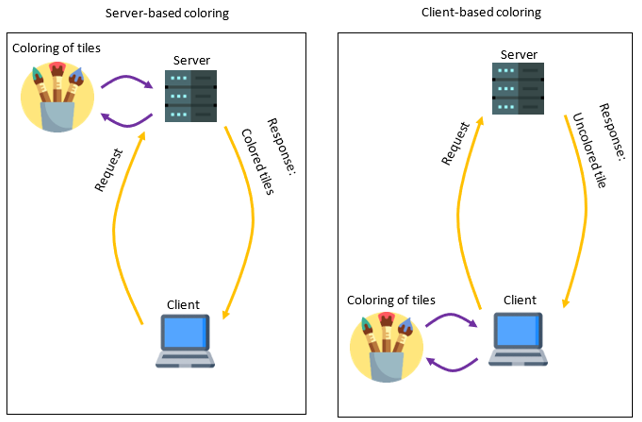 Server-based coloring
Coloring of tiles
Server
Request
Response:
Colored tiles
Client
Client-based coloring
Server
Request
Response:
Uncolored tile
Coloring of tiles
Client